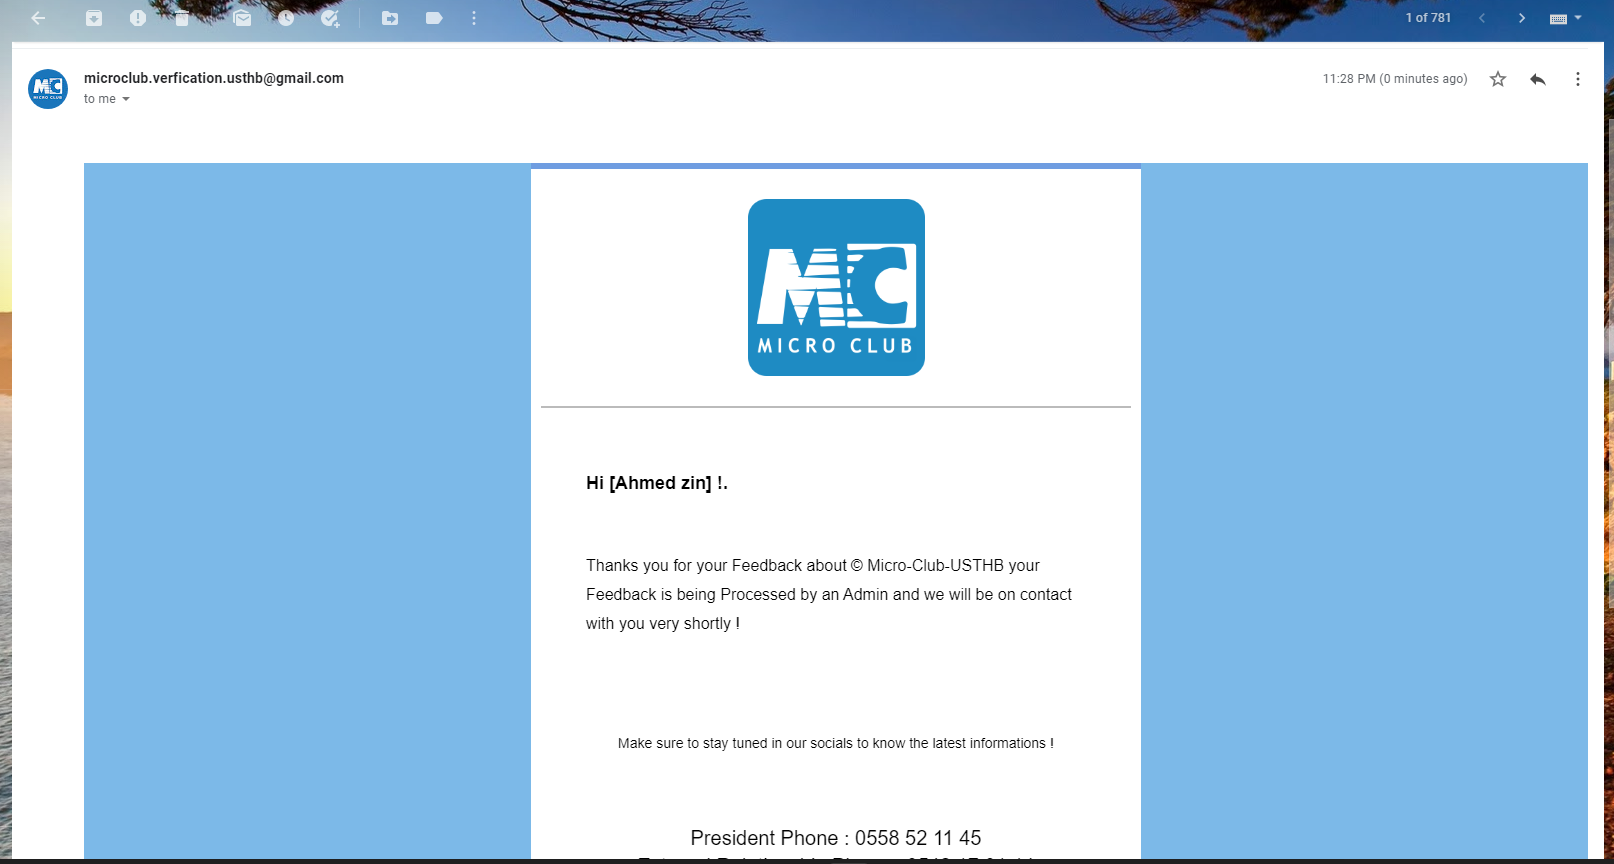 1 of 781
microclub.verfication.usthb@gmail.com
11:28 PM (0 minutes ago)
to me
MC
MICRO CLUB
MC
MICRO CLUB
Hi [Ahmed zin] !.
Thanks you for your Feedback about © Micro-Club-USTHB your
Feedback is being Processed by an Admin and we will be on contact
with you very shortly !
Make sure to stay tuned in our socials to know the latest informations !
President Phone : 0558 52 11 45